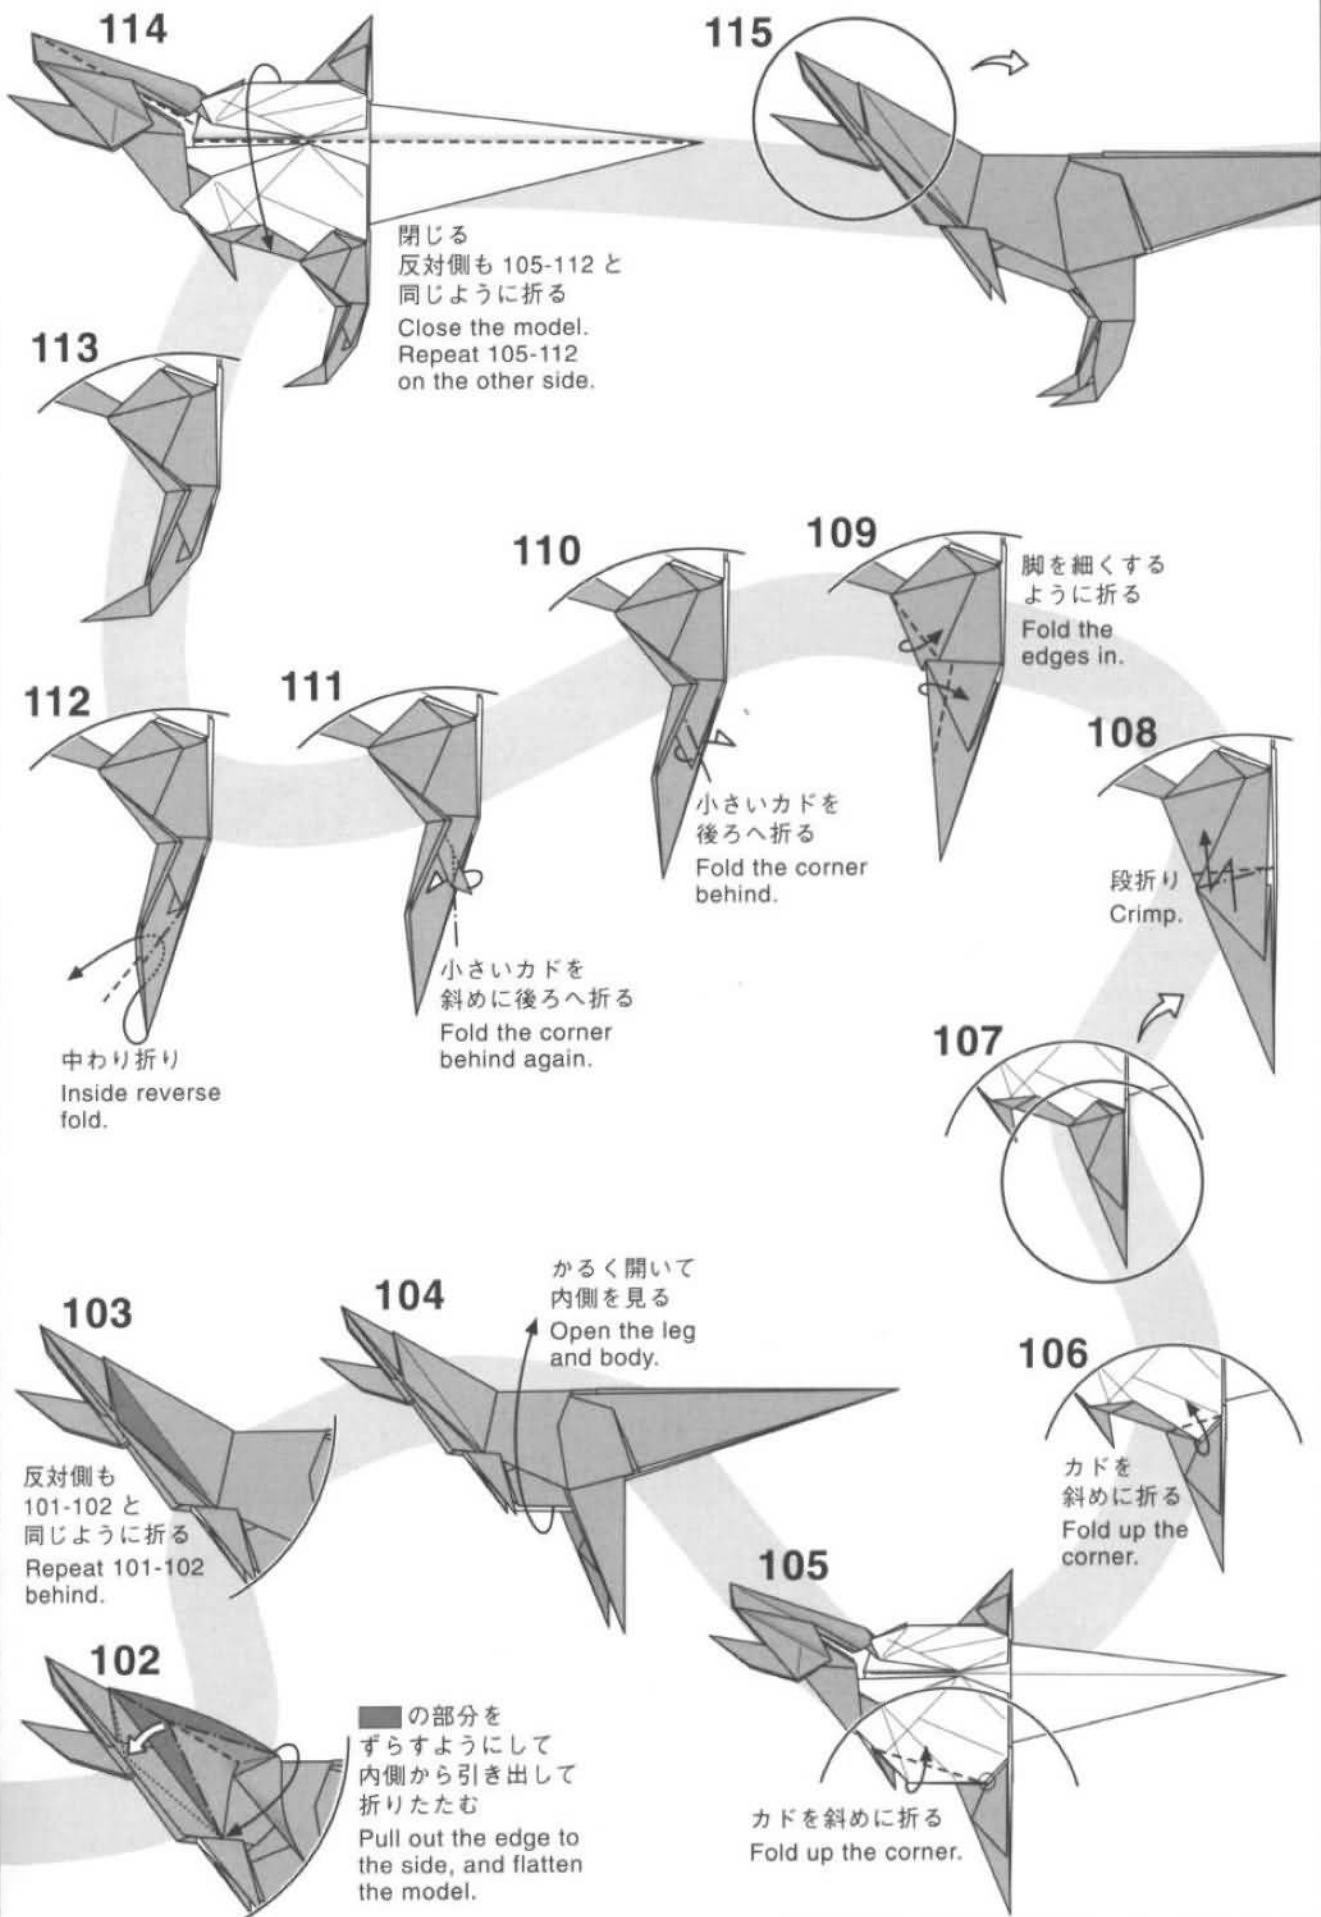 102
の部分を
ずらすようにして
内側から引き出して
折りたたむ
Pull out the edge to
the side, and flatten
the model.
103
反対側も
101-102 と
同じように折る
Repeat 101-102
behind.
104
かるく開いて
内側を見る
Open the leg
and body.
105
カドを斜めに折る
Fold up the corner.
106
カドを
斜めに折る
Fold up the
corner.
107
108
段折り
Crimp.
109
脚を細くする
ように折る
Fold the
edges in.
110
小さいカドを
後ろへ折る
Fold the corner
behind.
111
小さいカドを
斜めに後ろへ折る
Fold the corner
behind again.
112
中わり折り
Inside reverse
fold.
113
114
閉じる
反対側も 105-112 と
同じように折る
Close the model.
Repeat 105-112
on the other side.
115